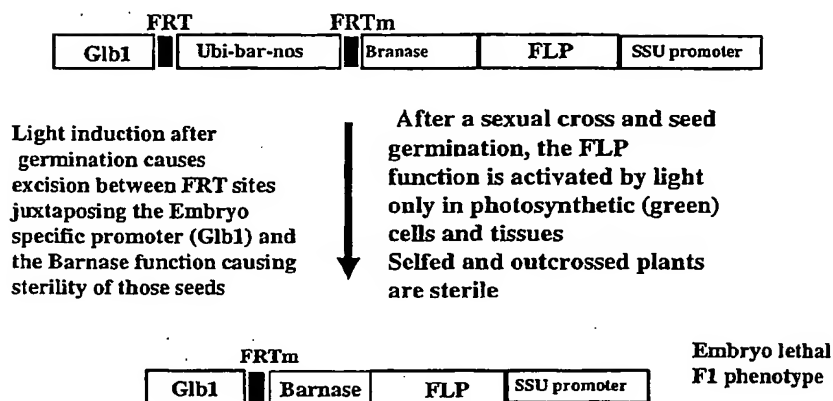 FRT FRTm
Glb1 Ubi-bar-nos Branase FLP SSU promoter
Light induction after
germination causes
excision between FRT sites
juxtaposing the Embryo
specific promoter (Glb1) and
the Barnase function causing
sterility of those seeds
After a sexual cross and seed
germination, the FLP
function is activated by light
only in photosynthetic (green)
cells and tissues
Selfed and outcrossed plants
are sterile
FRTm
Glb1 Barnase FLP SSU promoter
Embryo lethal
F1 phenotype